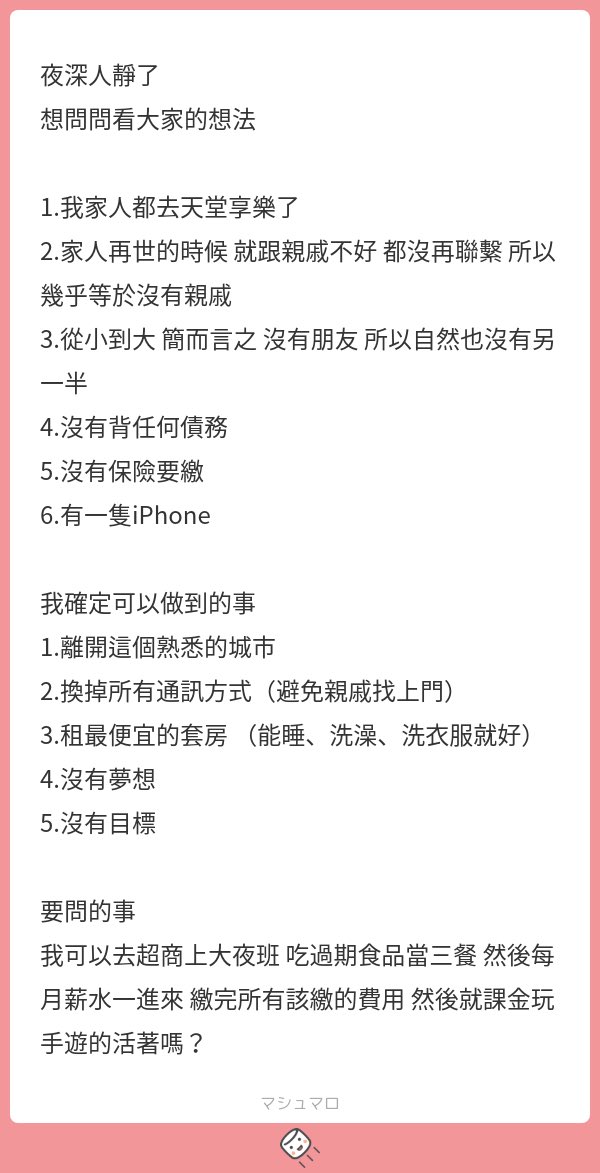 夜深人靜了
想問問看大家的想法
1.我家人都去天堂享樂了
2.家人再世的時候 就跟親戚不好 都沒再聯繫 所以
幾乎等於沒有親戚
3.從小到大 簡而言之 沒有朋友 所以自然也沒有另
一半
4.沒有背任何債務
5.沒有保險要繳
6.有一隻iPhone
我確定可以做到的事
1.離開這個熟悉的城市
2.換掉所有通訊方式（避免親戚找上門）
3.租最便宜的套房 （能睡、洗澡、洗衣服就好）
4.沒有夢想
5.沒有目標
要問的事
我可以去超商上大夜班 吃過期食品當三餐 然後每
月薪水一進來 繳完所有該繳的費用 然後就課金玩
手遊的活著嗎？
マシュマロ